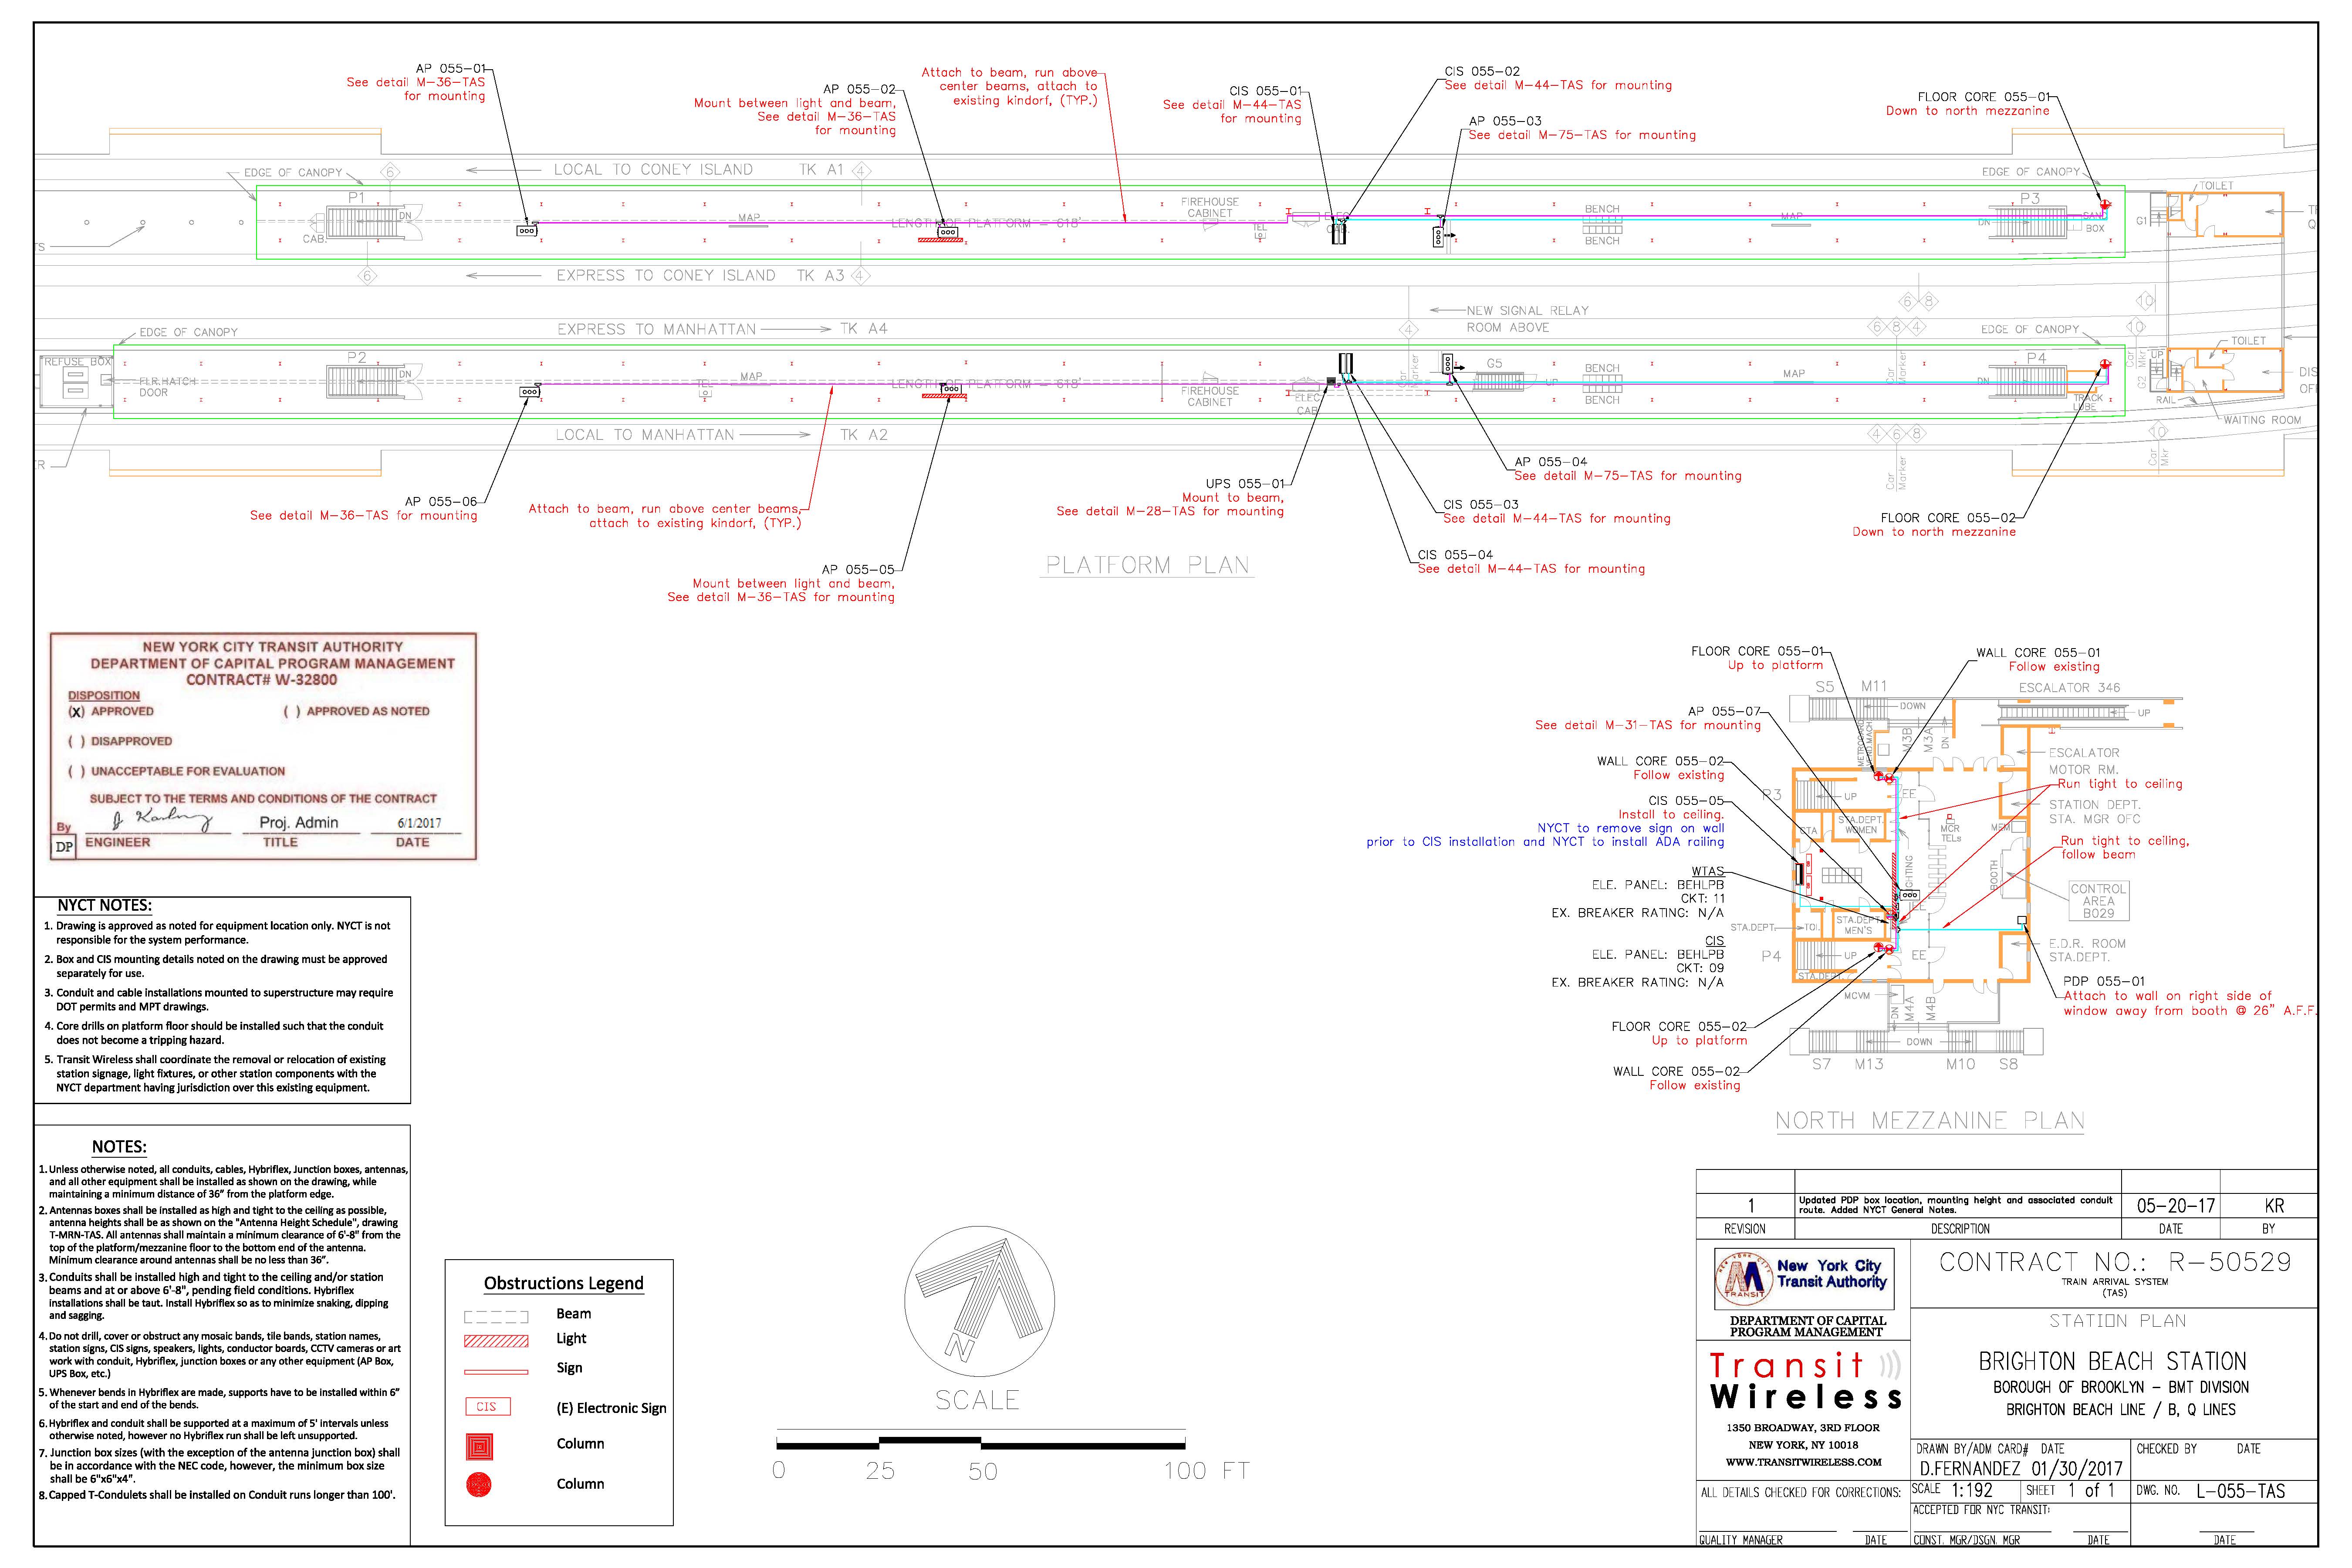 AP 055-01
See detail M-36-TAS
for mounting
AP 055-02
Mount between light and beam,
See detail M-36-TAS
for mounting
Attach to beam, run above
center beams, attach to
existing kindorf, (TYP.)
CIS 055-01
See detail M-44-TAS
for mounting
CIS 055-02
See detail M-44-TAS for mounting
AP 055-03
See detail M-75-TAS for mounting
FLOOR CORE 055-01
Down to north mezzanine
EDGE OF CANOPY
6
LOCAL TO CONEY ISLAND TK A1
4
EDGE OF CANOPY
TOILET
P1
DN
CAB.
MAP
LENGTH OF PLATFORM - 618'
FIREHOUSE
CABINET
TEL
ELEC
CAB.
BENCH
BENCH
MAP
P3
DN
SAN
BOX
G1
6
EXPRESS TO CONEY ISLAND TK A3
4
NEW SIGNAL RELAY
ROOM ABOVE
4
6 8
10
EDGE OF CANOPY
EXPRESS TO MANHATTAN TK A4
6 8 4
EDGE OF CANOPY
10
TOILET
REFUSE BOX
FLR.HATCH
DOOR
P2
DN
TEL
MAP
LENGTH OF PLATFORM - 618'
FIREHOUSE
CABINET
ELEC
CAB
Car
Marker
G5
UP
BENCH
BENCH
MAP
Car
Marker
P4
DN
TRACK
LUBE
Car
Mkr
UP
G2
RAIL
WAITING ROOM
LOCAL TO MANHATTAN TK A2
4 6 8
10
Car
Marker
Car
Mkr
AP 055-06
See detail M-36-TAS for mounting
Attach to beam, run above center beams,
attach to existing kindorf, (TYP.)
AP 055-05
Mount between light and beam,
See detail M-36-TAS for mounting
UPS 055-01
Mount to beam,
See detail M-28-TAS for mounting
AP 055-04
See detail M-75-TAS for mounting
CIS 055-03
See detail M-44-TAS for mounting
CIS 055-04
See detail M-44-TAS for mounting
FLOOR CORE 055-02
Down to north mezzanine
PLATFORM PLAN
NEW YORK CITY TRANSIT AUTHORITY
DEPARTMENT OF CAPITAL PROGRAM MANAGEMENT
CONTRACT# W-32800
DISPOSITION
(X) APPROVED ( ) APPROVED AS NOTED
( ) DISAPPROVED
( ) UNACCEPTABLE FOR EVALUATION
SUBJECT TO THE TERMS AND CONDITIONS OF THE CONTRACT
By Proj. Admin 6/1/2017
DP ENGINEER TITLE DATE
NYCT NOTES:
1. Drawing is approved as noted for equipment location only. NYCT is not
responsible for the system performance.
2. Box and CIS mounting details noted on the drawing must be approved
separately for use.
3. Conduit and cable installations mounted to superstructure may require
DOT permits and MPT drawings.
4. Core drills on platform floor should be installed such that the conduit
does not become a tripping hazard.
5. Transit Wireless shall coordinate the removal or relocation of existing
station signage, light fixtures, or other station components with the
NYCT department having jurisdiction over this existing equipment.
NOTES:
1. Unless otherwise noted, all conduits, cables, Hybriflex, Junction boxes, antennas,
and all other equipment shall be installed as shown on the drawing, while
maintaining a minimum distance of 36" from the platform edge.
2. Antennas boxes shall be installed as high and tight to the ceiling as possible,
antenna heights shall be as shown on the "Antenna Height Schedule", drawing
T-MRN-TAS. All antennas shall maintain a minimum clearance of 6'-8" from the
top of the platform/mezzanine floor to the bottom end of the antenna.
Minimum clearance around antennas shall be no less than 36".
3. Conduits shall be installed high and tight to the ceiling and/or station
beams and at or above 6'-8", pending field conditions. Hybriflex
installations shall be taut. Install Hybriflex so as to minimize snaking, dipping
and sagging.
4. Do not drill, cover or obstruct any mosaic bands, tile bands, station names,
station signs, CIS signs, speakers, lights, conductor boards, CCTV cameras or art
work with conduit, Hybriflex, junction boxes or any other equipment (AP Box,
UPS Box, etc.)
5. Whenever bends in Hybriflex are made, supports have to be installed within 6"
of the start and end of the bends.
6. Hybriflex and conduit shall be supported at a maximum of 5' intervals unless
otherwise noted, however no Hybriflex run shall be left unsupported.
7. Junction box sizes (with the exception of the antenna junction box) shall
be in accordance with the NEC code, however, the minimum box size
shall be 6"x6"x4".
8. Capped T-Condulets shall be installed on Conduit runs longer than 100'.
Obstructions Legend
Beam
Light
Sign
CIS (E) Electronic Sign
Column
Column
N
SCALE
0 25 50 100 FT
FLOOR CORE 055-01
Up to platform
WALL CORE 055-01
Follow existing
AP 055-07
See detail M-31-TAS for mounting
WALL CORE 055-02
Follow existing
CIS 055-05
Install to ceiling.
NYCT to remove sign on wall
prior to CIS installation and NYCT to install ADA railing
WTAS
ELE. PANEL: BEHLPB
CKT: 11
EX. BREAKER RATING: N/A
CIS
ELE. PANEL: BEHLPB
CKT: 09
EX. BREAKER RATING: N/A
FLOOR CORE 055-02
Up to platform
WALL CORE 055-02
Follow existing
S5 M11
DOWN
ESCALATOR 346
UP
M3B
M3A
DN
ESCALATOR
MOTOR RM.
Run tight to ceiling
P3
UP
EE
STATION DEPT.
STA. MGR OFC
STA.DEPT.
WOMEN
MCR
TELs
Run tight to ceiling,
follow beam
BOOTH
CONTROL
AREA
B029
STA.DEPT.
TOI.
STA.DEPT.
MEN'S
P4
UP
EE
E.D.R. ROOM
STA.DEPT.
PDP 055-01
Attach to wall on right side of
window away from booth @ 26" A.F.F.
MCVM
DN
M4A
M4B
DOWN
S7 M13 M10 S8
NORTH MEZZANINE PLAN
1 Updated PDP box location, mounting height and associated conduit
route. Added NYCT General Notes. 05-20-17 KR
REVISION DESCRIPTION DATE BY
New York City
Transit Authority
TRANSIT
DEPARTMENT OF CAPITAL
PROGRAM MANAGEMENT
Transit
Wireless
1350 BROADWAY, 3RD FLOOR
NEW YORK, NY 10018
WWW.TRANSITWIRELESS.COM
ALL DETAILS CHECKED FOR CORRECTIONS:
QUALITY MANAGER DATE
CONTRACT NO.: R-50529
TRAIN ARRIVAL SYSTEM
(TAS)
STATION PLAN
BRIGHTON BEACH STATION
BOROUGH OF BROOKLYN - BMT DIVISION
BRIGHTON BEACH LINE / B, Q LINES
DRAWN BY/ADM CARD# DATE
D.FERNANDEZ 01/30/2017
CHECKED BY DATE
SCALE 1:192 SHEET 1 of 1 DWG. NO. L-055-TAS
ACCEPTED FOR NYC TRANSIT:
CONST. MGR/DSGN. MGR DATE DATE